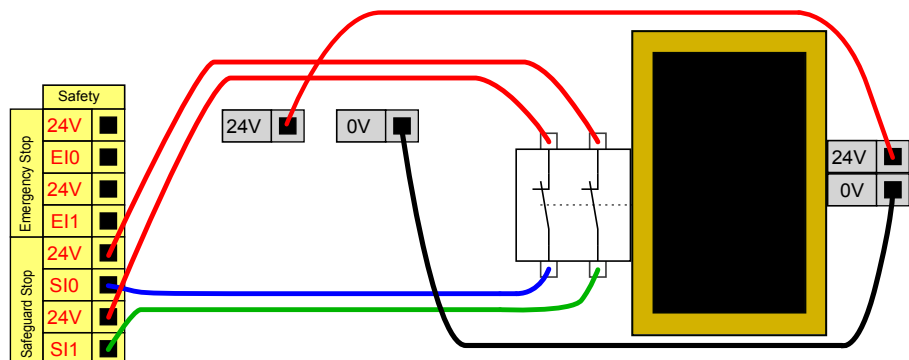 Safety
Emergency Stop
24V
EI0
24V
EI1
Safeguard Stop
24V
SI0
24V
SI1
24V
0V
24V
0V